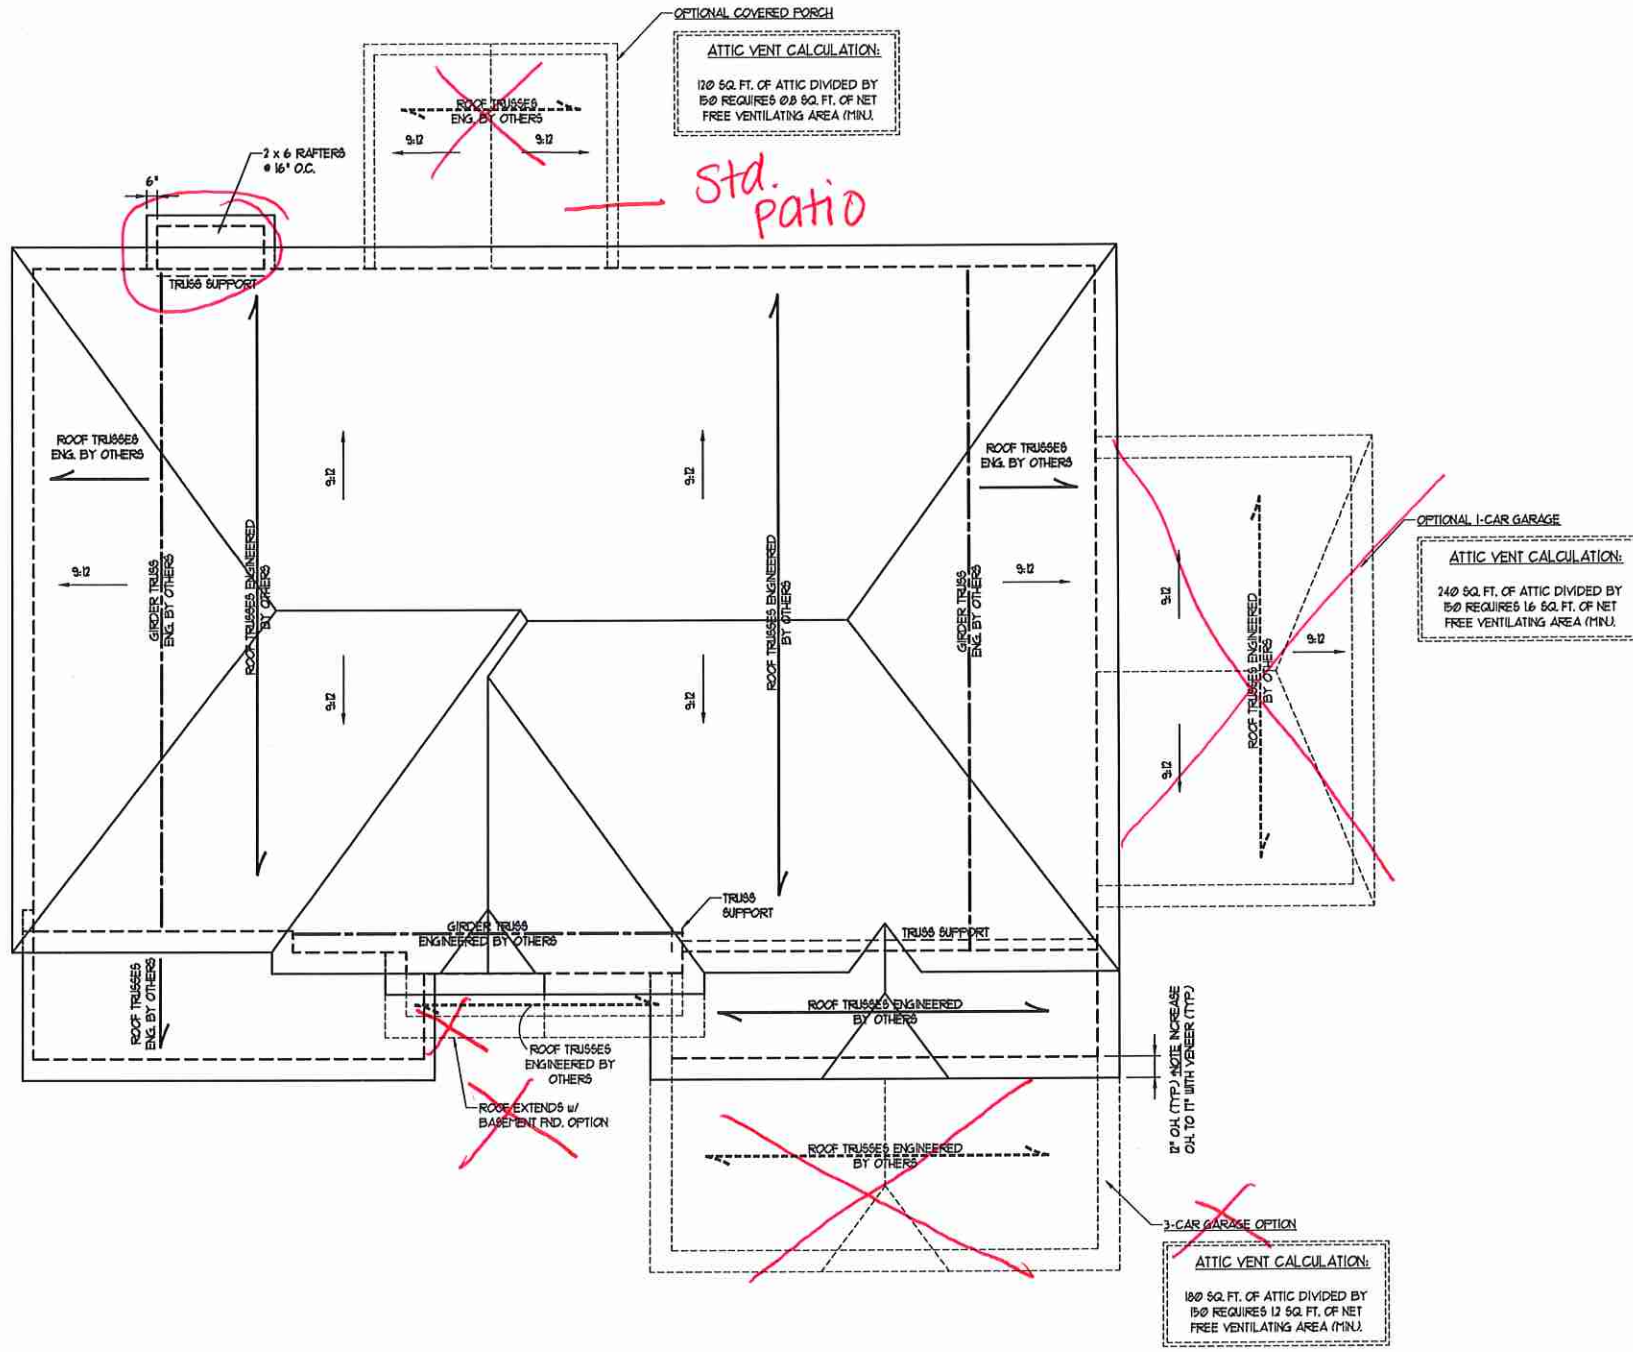 OPTIONAL COVERED PORCH
ATTIC VENT CALCULATION:
120 SQ. FT. OF ATTIC DIVIDED BY
150 REQUIRES 0.8 SQ. FT. OF NET
FREE VENTILATING AREA (MIN.).
ROOF TRUSSES
ENG. BY OTHERS
9:12
9:12
2 x 6 RAFTERS
@ 16" O.C.
6"
Std.
patio
TRUSS SUPPORT
ROOF TRUSSES
ENG. BY OTHERS
9:12
GIRDER TRUSS
ENG. BY OTHERS
ROOF TRUSSES ENGINEERED
BY OTHERS
9:12
9:12
9:12
9:12
ROOF TRUSSES ENGINEERED
BY OTHERS
GIRDER TRUSS
ENG. BY OTHERS
ROOF TRUSSES
ENG. BY OTHERS
9:12
OPTIONAL 1-CAR GARAGE
ATTIC VENT CALCULATION:
240 SQ. FT. OF ATTIC DIVIDED BY
150 REQUIRES 1.6 SQ. FT. OF NET
FREE VENTILATING AREA (MIN.).
9:12
9:12
9:12
ROOF TRUSSES ENGINEERED
BY OTHERS
TRUSS
SUPPORT
GIRDER TRUSS
ENGINEERED BY OTHERS
TRUSS SUPPORT
ROOF TRUSSES
ENG. BY OTHERS
ROOF TRUSSES ENGINEERED
BY OTHERS
ROOF TRUSSES
ENGINEERED BY
OTHERS
ROOF EXTENDS w/
BASEMENT FND. OPTION
12" O.H. (TYP.) NOTE: INCREASE
O.H. TO 17" WITH VENEER (TYP.)
ROOF TRUSSES ENGINEERED
BY OTHERS
3-CAR GARAGE OPTION
ATTIC VENT CALCULATION:
180 SQ. FT. OF ATTIC DIVIDED BY
150 REQUIRES 1.2 SQ. FT. OF NET
FREE VENTILATING AREA (MIN.).